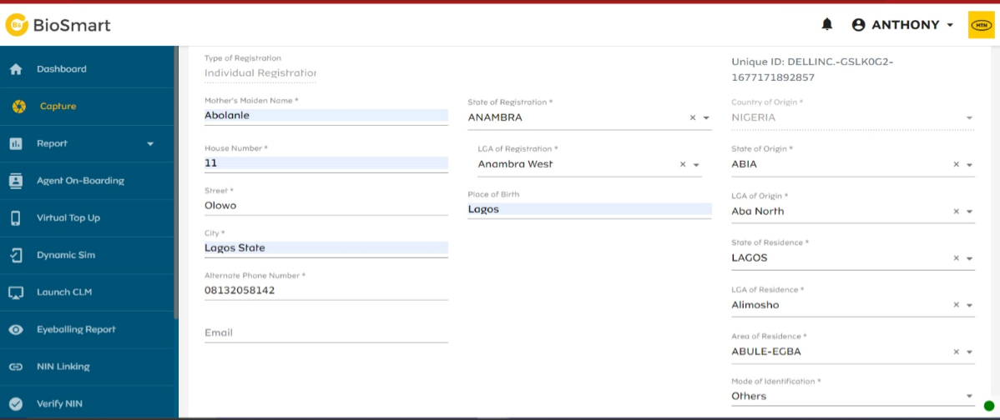 Bs BioSmart
ANTHONY
MTN
Dashboard
Capture
Report
Agent On-Boarding
Virtual Top Up
Dynamic Sim
Launch CLM
Eyeballing Report
NIN Linking
Verify NIN
Type of Registration
Individual Registration
Mother's Maiden Name *
Abolanle
House Number *
11
Street *
Olowo
City *
Lagos State
Alternate Phone Number *
08132058142
Email
State of Registration *
ANAMBRA
LGA of Registration *
Anambra West
Place of Birth
Lagos
Unique ID: DELLINC.-GSLK0G2-
1677171892857
Country of Origin *
NIGERIA
State of Origin *
ABIA
LGA of Origin *
Aba North
State of Residence *
LAGOS
LGA of Residence *
Alimosho
Area of Residence *
ABULE-EGBA
Mode of Identification *
Others